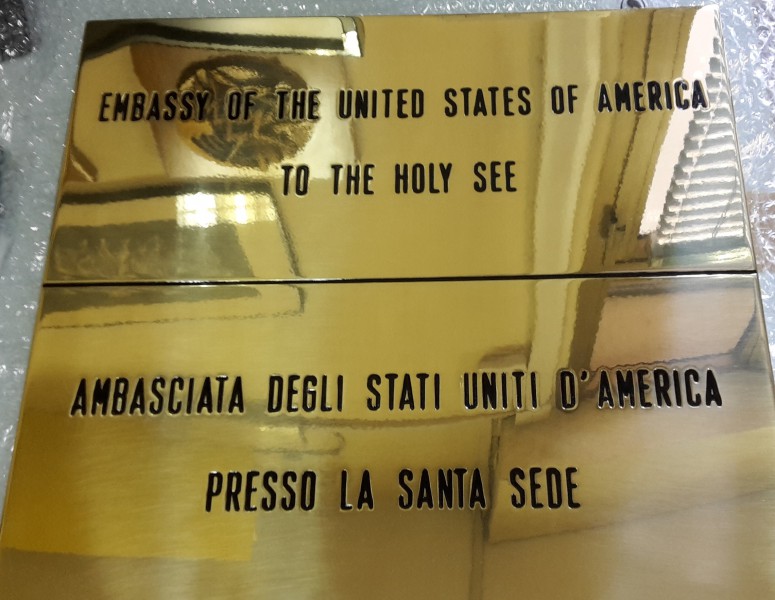 EMBASSY OF THE UNITED STATES OF AMERICA
TO THE HOLY SEE
AMBASCIATA DEGLI STATI UNITI D'AMERICA
PRESSO LA SANTA SEDE